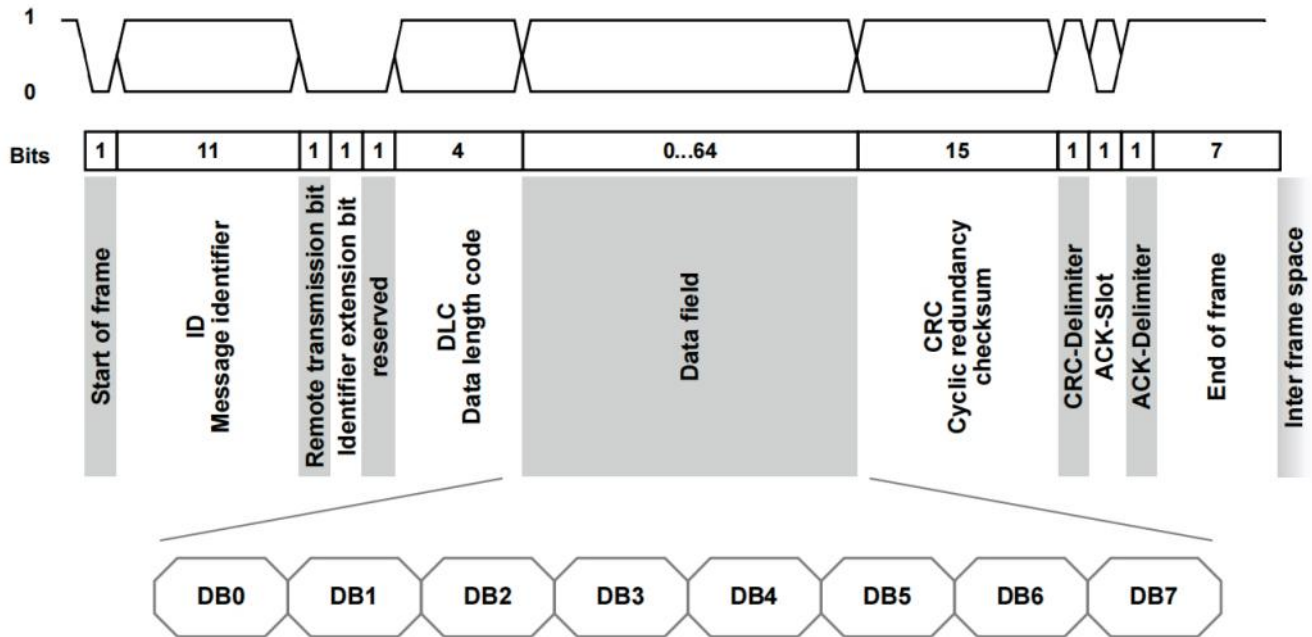 1
0
Bits 1 11 1 1 1 4 0...64 15 1 1 1 7
Start of frame
ID
Message identifier
Remote transmission bit
Identifier extension bit
reserved
DLC
Data length code
Data field
CRC
Cyclic redundancy
checksum
CRC-Delimiter
ACK-Slot
ACK-Delimiter
End of frame
Inter frame space
DB0 DB1 DB2 DB3 DB4 DB5 DB6 DB7